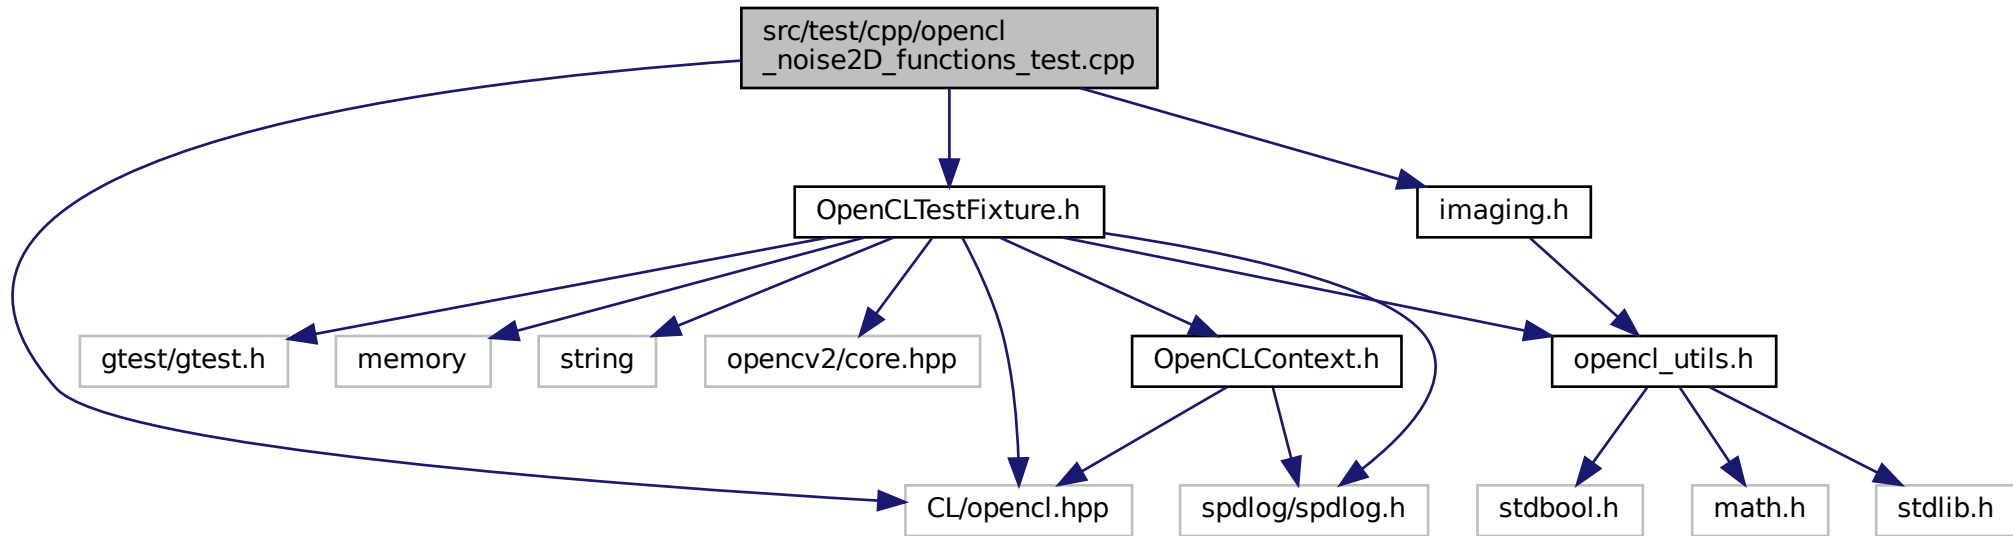 src/test/cpp/opencl
_noise2D_functions_test.cpp
OpenCLTestFixture.h
imaging.h
gtest/gtest.h
memory
string
opencv2/core.hpp
OpenCLContext.h
opencl_utils.h
CL/opencl.hpp
spdlog/spdlog.h
stdbool.h
math.h
stdlib.h